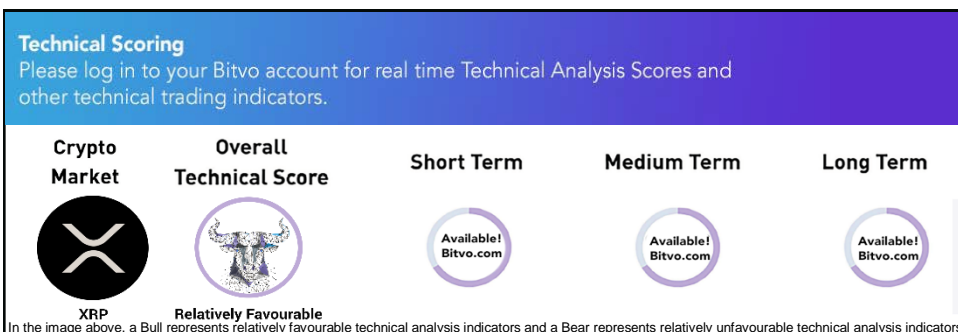 Technical Scoring
Please log in to your Bitvo account for real time Technical Analysis Scores and
other technical trading indicators.
Crypto
Market
Overall
Technical Score
Short Term
Medium Term
Long Term
Available!
Bitvo.com
Available!
Bitvo.com
Available!
Bitvo.com
XRP
Relatively Favourable
In the image above, a Bull represents relatively favourable technical analysis indicators and a Bear represents relatively unfavourable technical analysis indicators